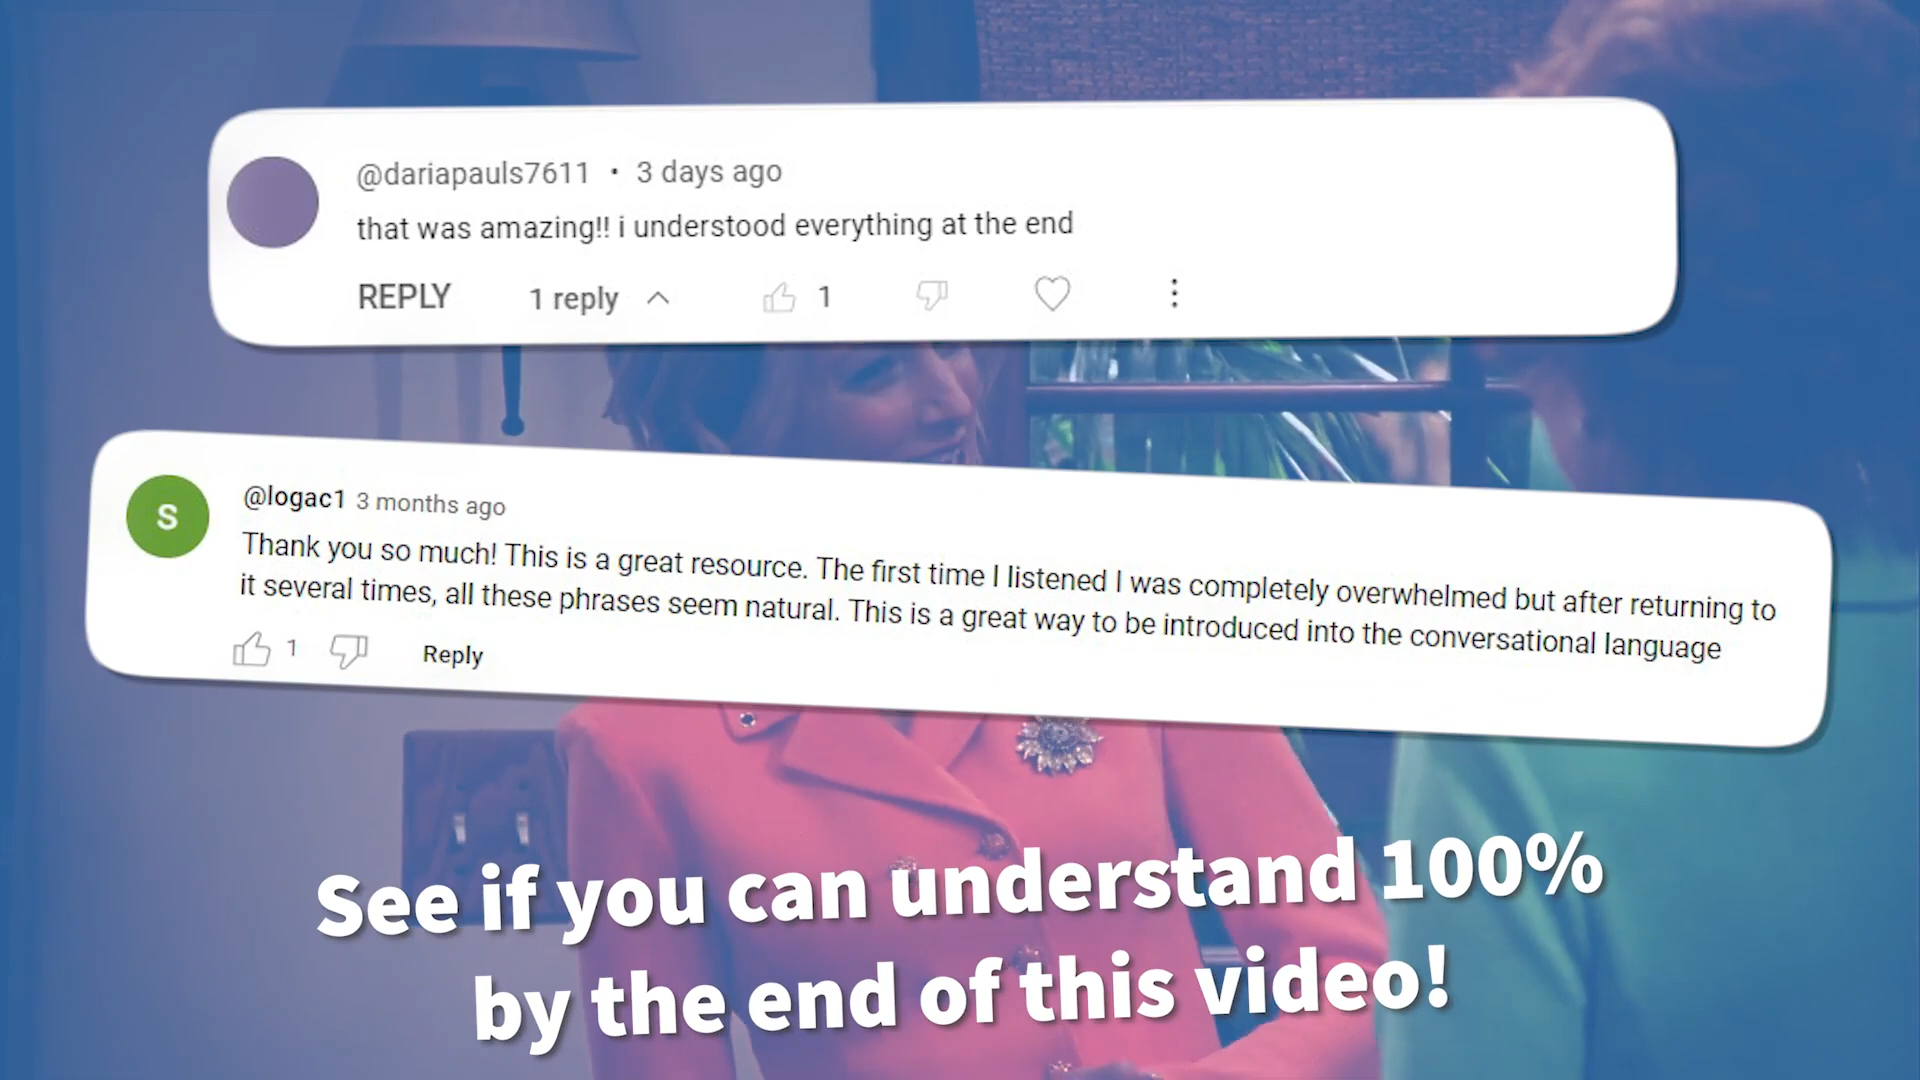 @dariapauls7611 • 3 days ago
that was amazing!! i understood everything at the end
REPLY 1 reply 1
S
@logac1 3 months ago
Thank you so much! This is a great resource. The first time I listened I was completely overwhelmed but after returning to
it several times, all these phrases seem natural. This is a great way to be introduced into the conversational language
1 Reply
See if you can understand 100%
by the end of this video!